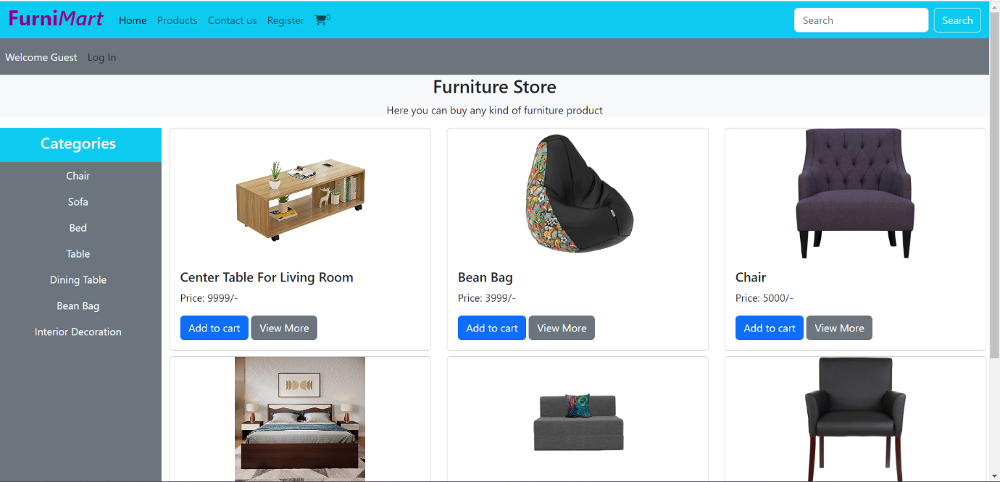 FurniMart Home Products Contact us Register 0 Search Search
Welcome Guest Log In
Furniture Store
Here you can buy any kind of furniture product
Categories
Chair
Sofa
Bed
Table
Dining Table
Bean Bag
Interior Decoration
Center Table For Living Room
Price: 9999/-
Add to cart View More
Bean Bag
Price: 3999/-
Add to cart View More
Chair
Price: 5000/-
Add to cart View More